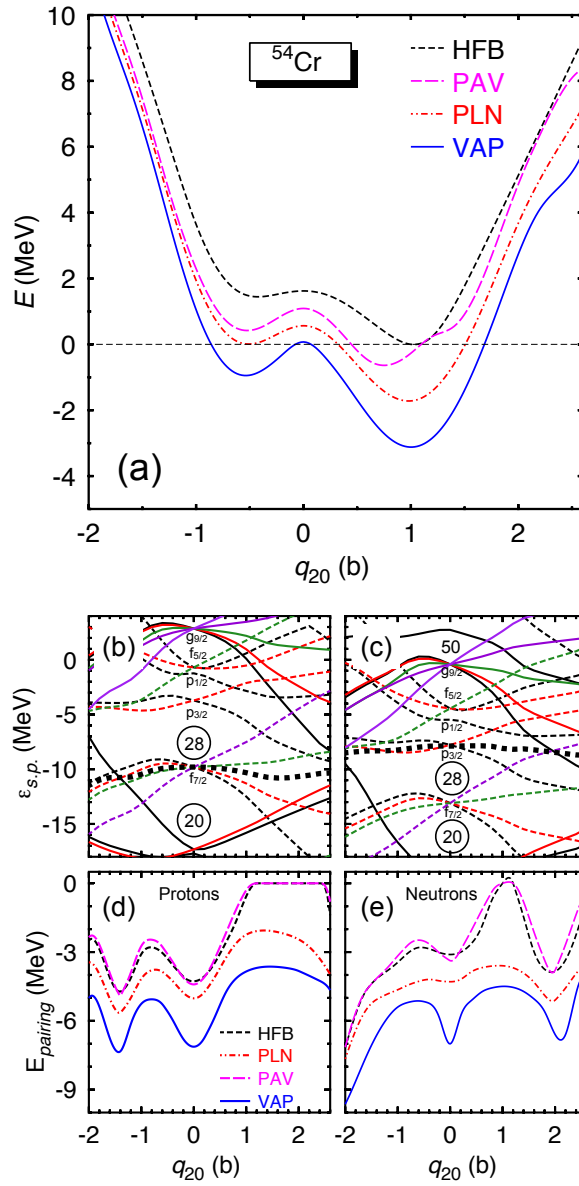 10
8
6
4
2
0
-2
-4
E (MeV)
⁵⁴Cr
HFB
PAV
PLN
VAP
(a)
-2 -1 0 1 2
q₂₀ (b)
(b)
g₉/₂
f₅/₂
p₁/₂
p₃/₂
28
f₇/₂
20
0
-5
-10
-15
εs.p. (MeV)
(c)
50
g₉/₂
f₅/₂
p₁/₂
p₃/₂
28
f₇/₂
20
(d)
Protons
0
-3
-6
-9
Epairing (MeV)
HFB
PLN
PAV
VAP
-2 -1 0 1 2
q₂₀ (b)
(e)
Neutrons
-2 -1 0 1 2
q₂₀ (b)